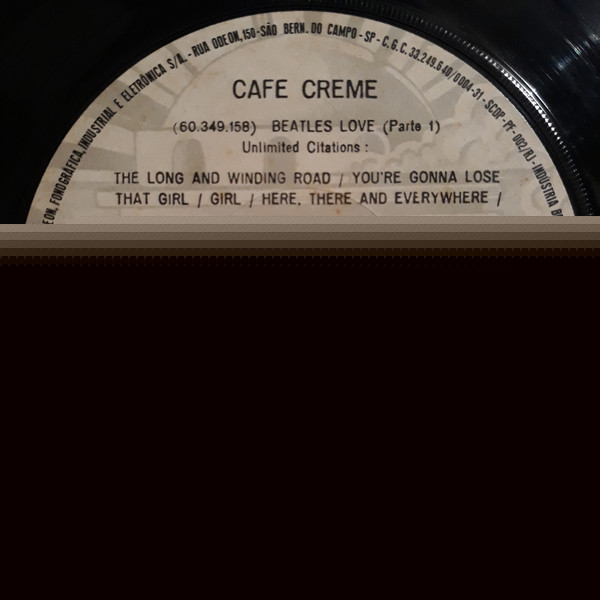 EON, FONOGRÁFICA, INDUSTRIAL E ELETRÔNICA S/A. - RUA ODEON, 150 - SÃO BERN. DO CAMPO - SP - C.G.C. 33.249.640/0004-31 - SCDP-PF-002/RJ - INDÚSTRIA B
CAFE CREME
(60.349.158) BEATLES LOVE (Parte 1)
Unlimited Citations :
THE LONG AND WINDING ROAD / YOU'RE GONNA LOSE
THAT GIRL / GIRL / HERE, THERE AND EVERYWHERE /